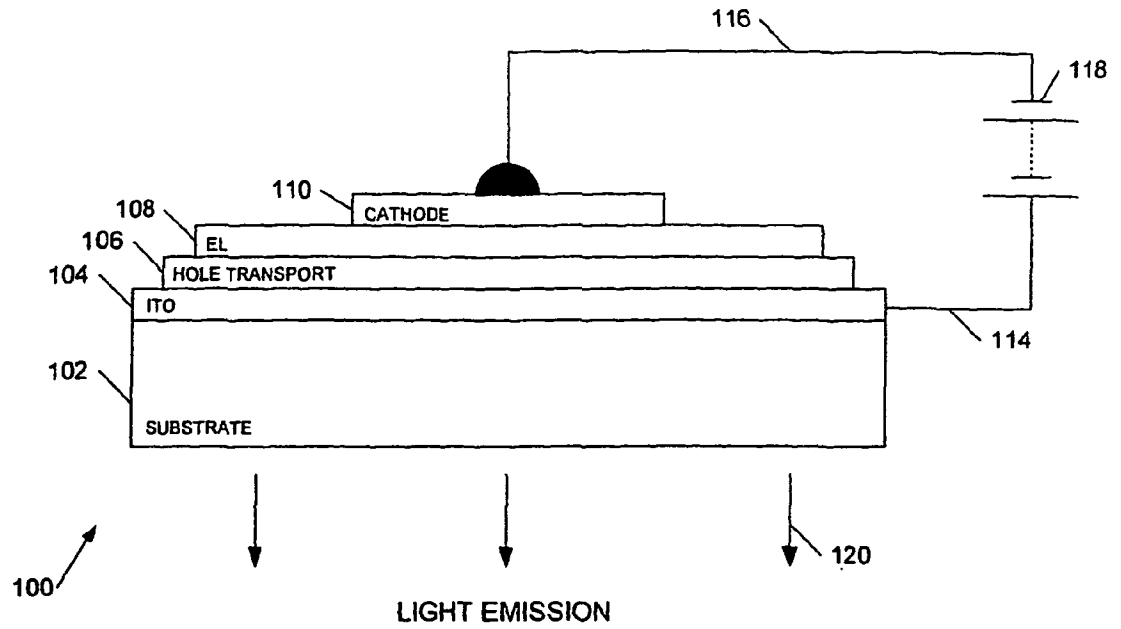 116
118
110
CATHODE
108
EL
106
HOLE TRANSPORT
104
ITO
114
102
SUBSTRATE
120
100
LIGHT EMISSION